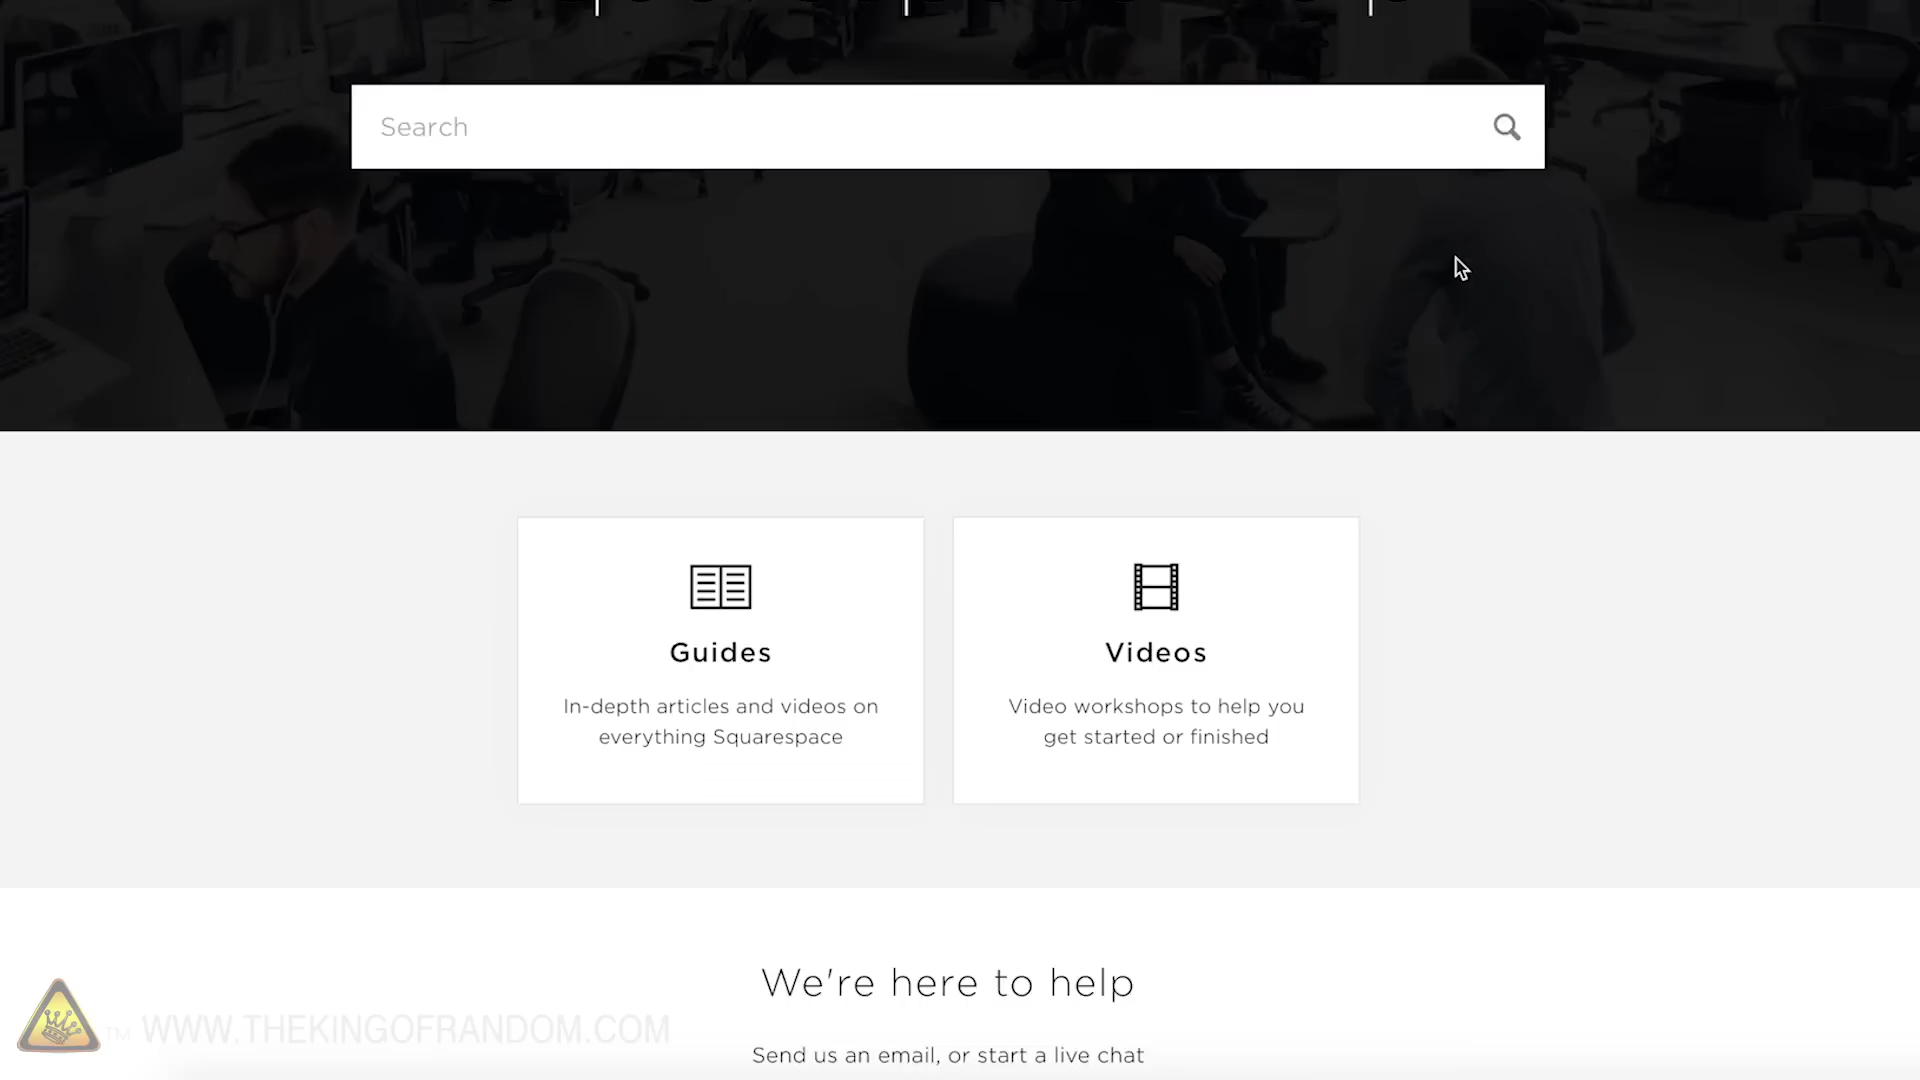 Search
Guides
In-depth articles and videos on
everything Squarespace
Videos
Video workshops to help you
get started or finished
We're here to help
Send us an email, or start a live chat
TM WWW.THEKINGOFRANDOM.COM